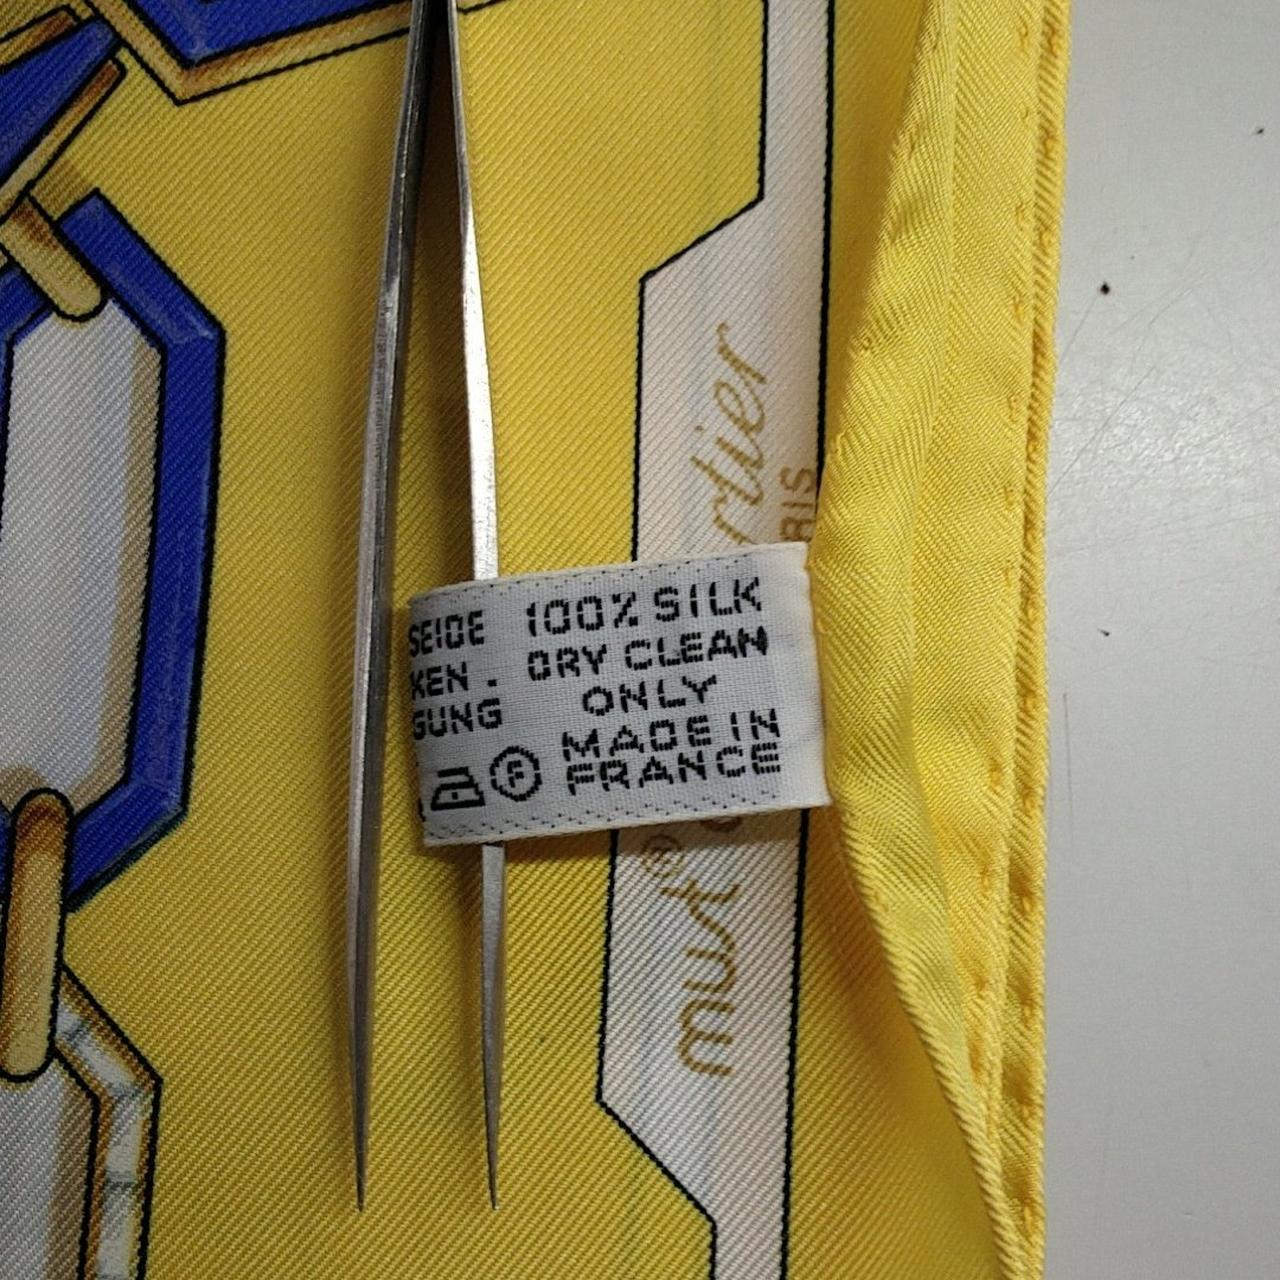 SEIDE
KEN .
GUNG
F
100% SILK
DRY CLEAN
ONLY
MADE IN
FRANCE
must ®
rtier
RIS